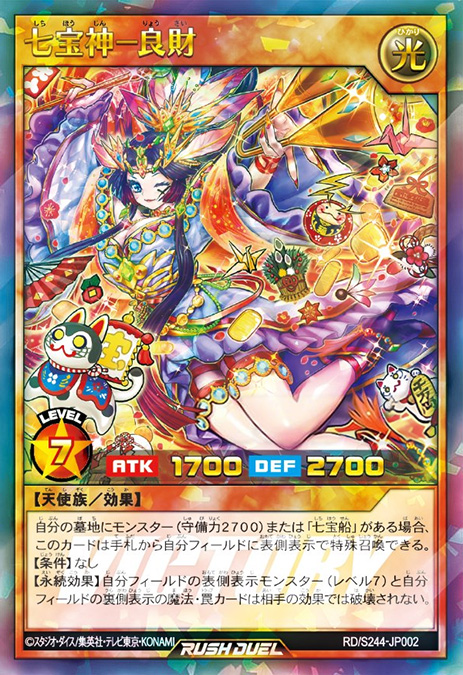 七宝神－良財
光
LEVEL
7
ATK 1700 DEF 2700
【天使族／効果】
自分の墓地にモンスター（守備力2700）または「七宝船」がある場合、
このカードは手札から自分フィールドに表側表示で特殊召喚できる。
【条件】なし
【永続効果】自分フィールドの表側表示モンスター（レベル7）と自分
フィールドの裏側表示の魔法・罠カードは相手の効果では破壊されない。
©スタジオ・ダイス/集英社・テレビ東京・KONAMI
RUSH DUEL
RD/S244-JP002